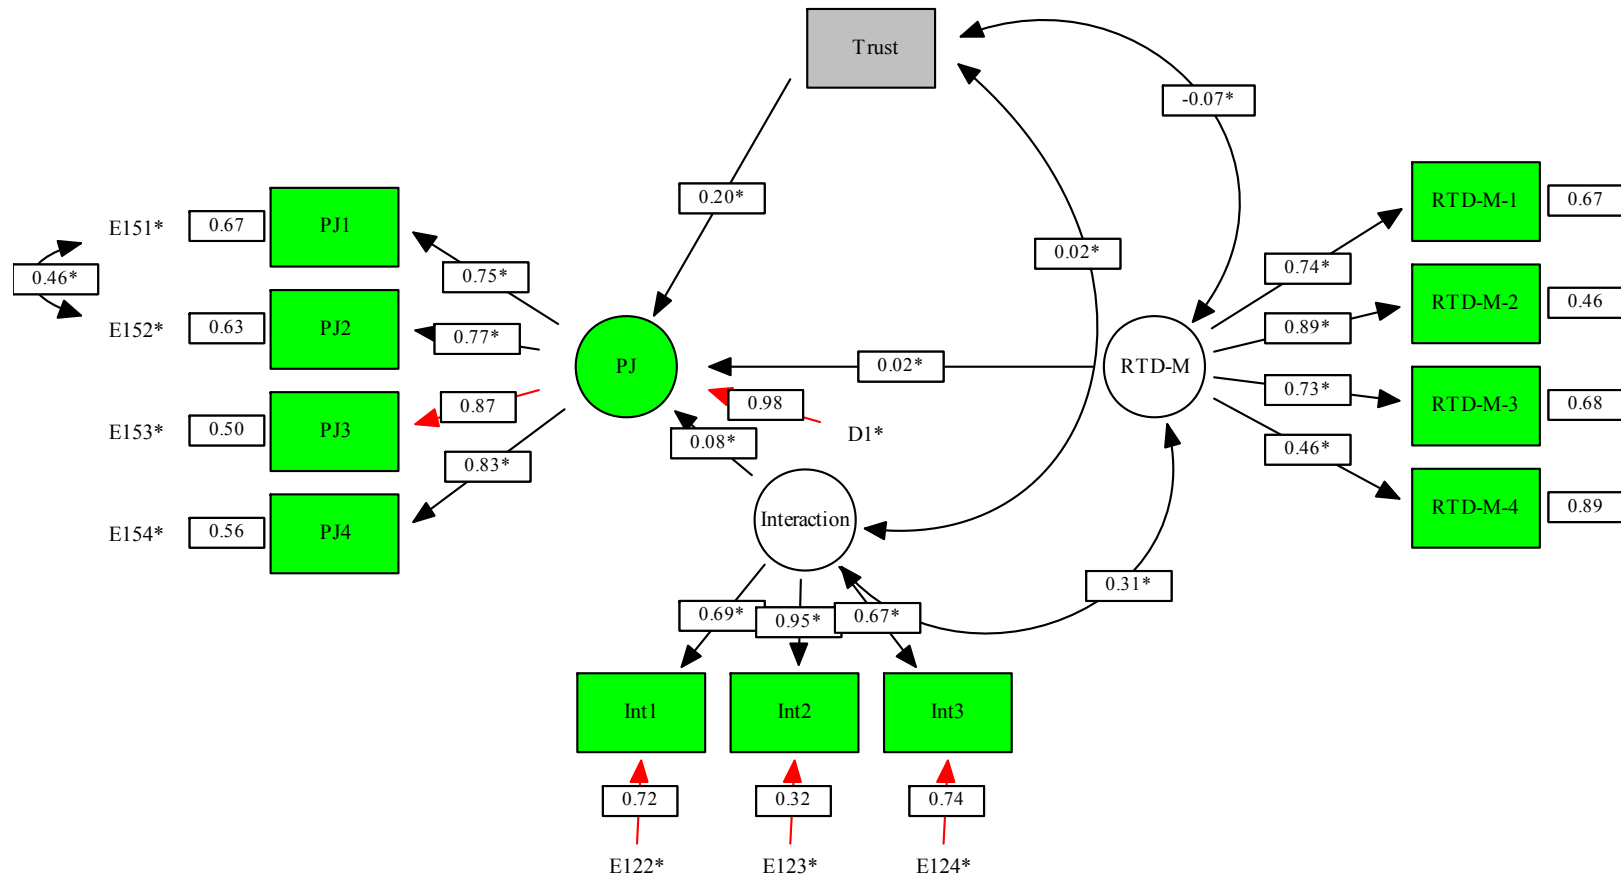 Trust
-0.07*
RTD-M-1
0.67
E151*
0.67
PJ1
0.20*
0.02*
0.74*
0.46*
0.75*
RTD-M-2
0.46
E152*
0.63
PJ2
0.77*
0.89*
PJ
0.02*
RTD-M
0.73*
RTD-M-3
0.68
E153*
0.50
PJ3
0.87
0.98
D1*
0.08*
0.46*
0.83*
RTD-M-4
0.89
E154*
0.56
PJ4
Interaction
0.31*
0.69*
0.95*
0.67*
Int1
Int2
Int3
0.72
0.32
0.74
E122*
E123*
E124*